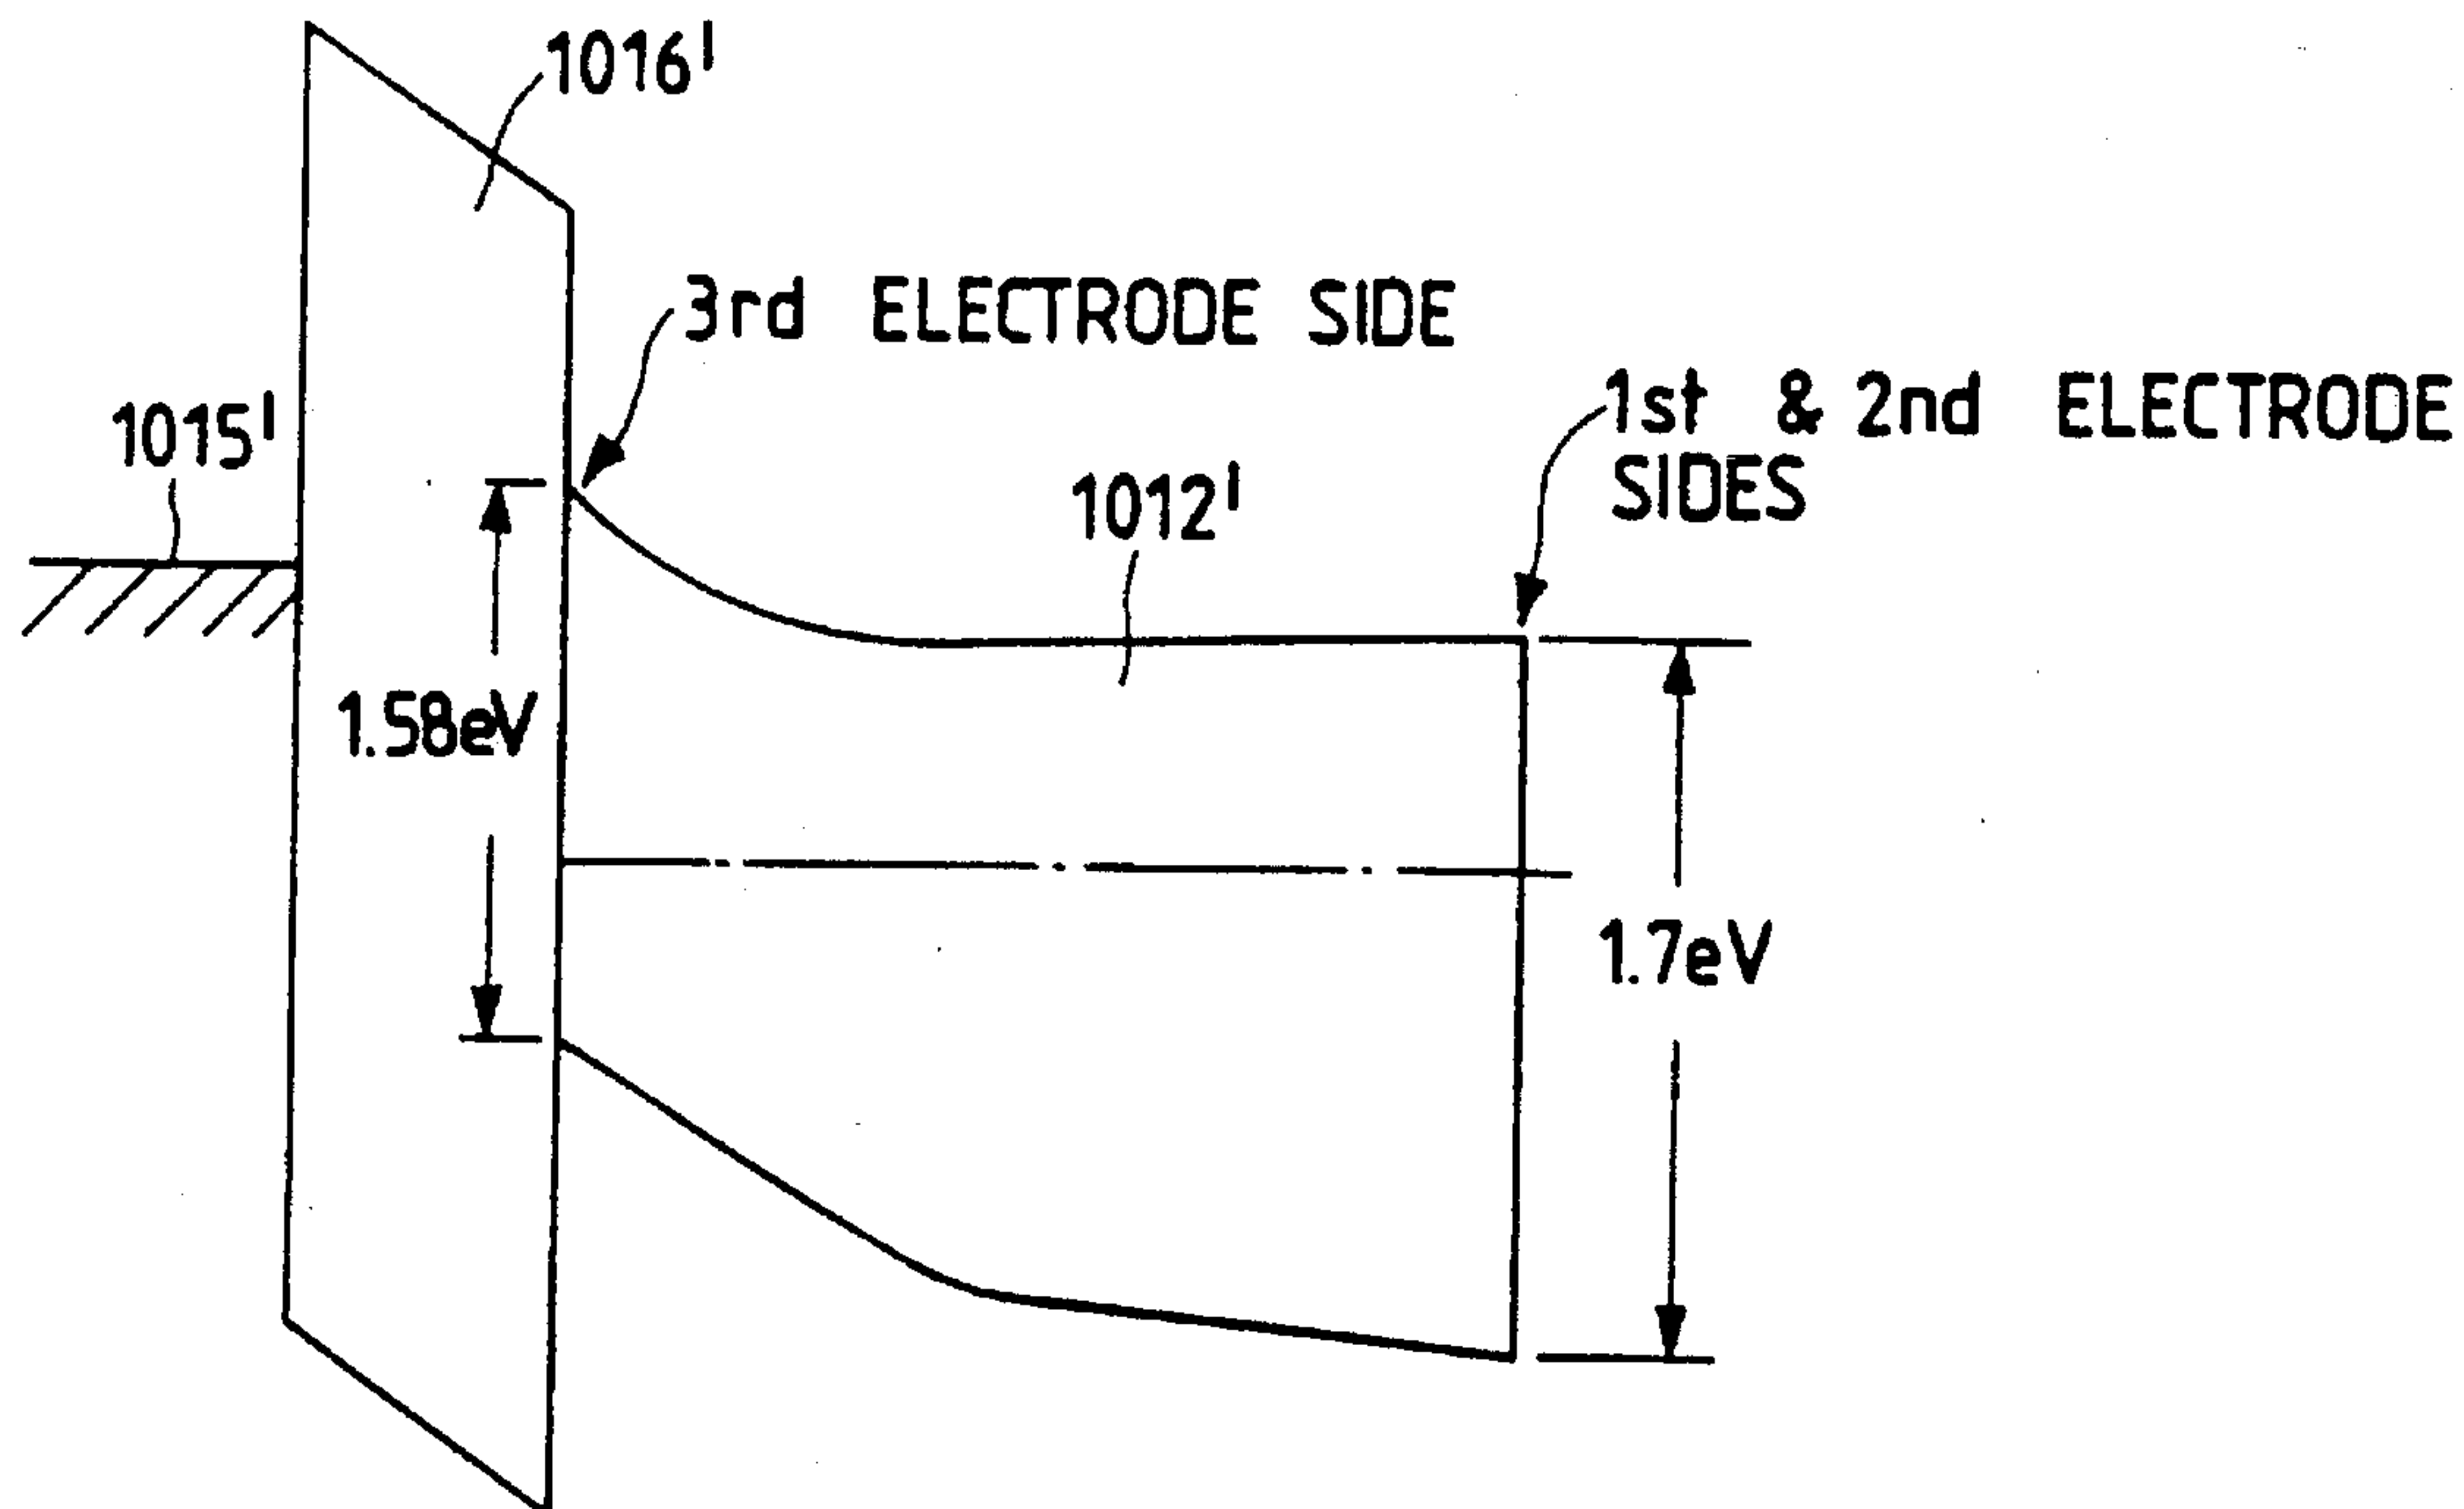 1016'
3rd ELECTRODE SIDE
1015'
1st & 2nd ELECTRODE
SIDES
1012'
1.58eV
1.7eV